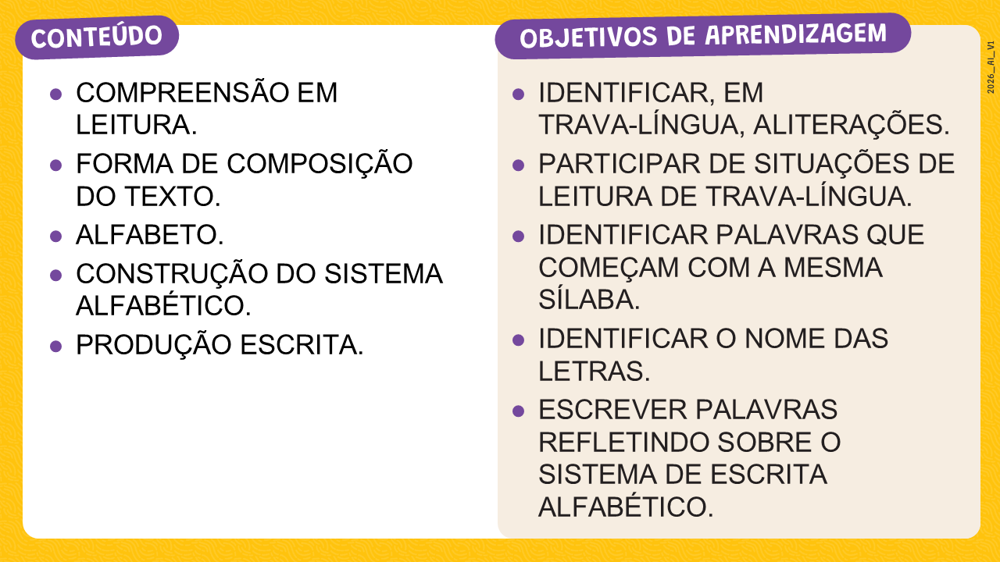 CONTEÚDO
● COMPREENSÃO EM
LEITURA.
● FORMA DE COMPOSIÇÃO
DO TEXTO.
● ALFABETO.
● CONSTRUÇÃO DO SISTEMA
ALFABÉTICO.
● PRODUÇÃO ESCRITA.
OBJETIVOS DE APRENDIZAGEM
● IDENTIFICAR, EM
TRAVA-LÍNGUA, ALITERAÇÕES.
● PARTICIPAR DE SITUAÇÕES DE
LEITURA DE TRAVA-LÍNGUA.
● IDENTIFICAR PALAVRAS QUE
COMEÇAM COM A MESMA
SÍLABA.
● IDENTIFICAR O NOME DAS
LETRAS.
● ESCREVER PALAVRAS
REFLETINDO SOBRE O
SISTEMA DE ESCRITA
ALFABÉTICO.
2026_AI_V1